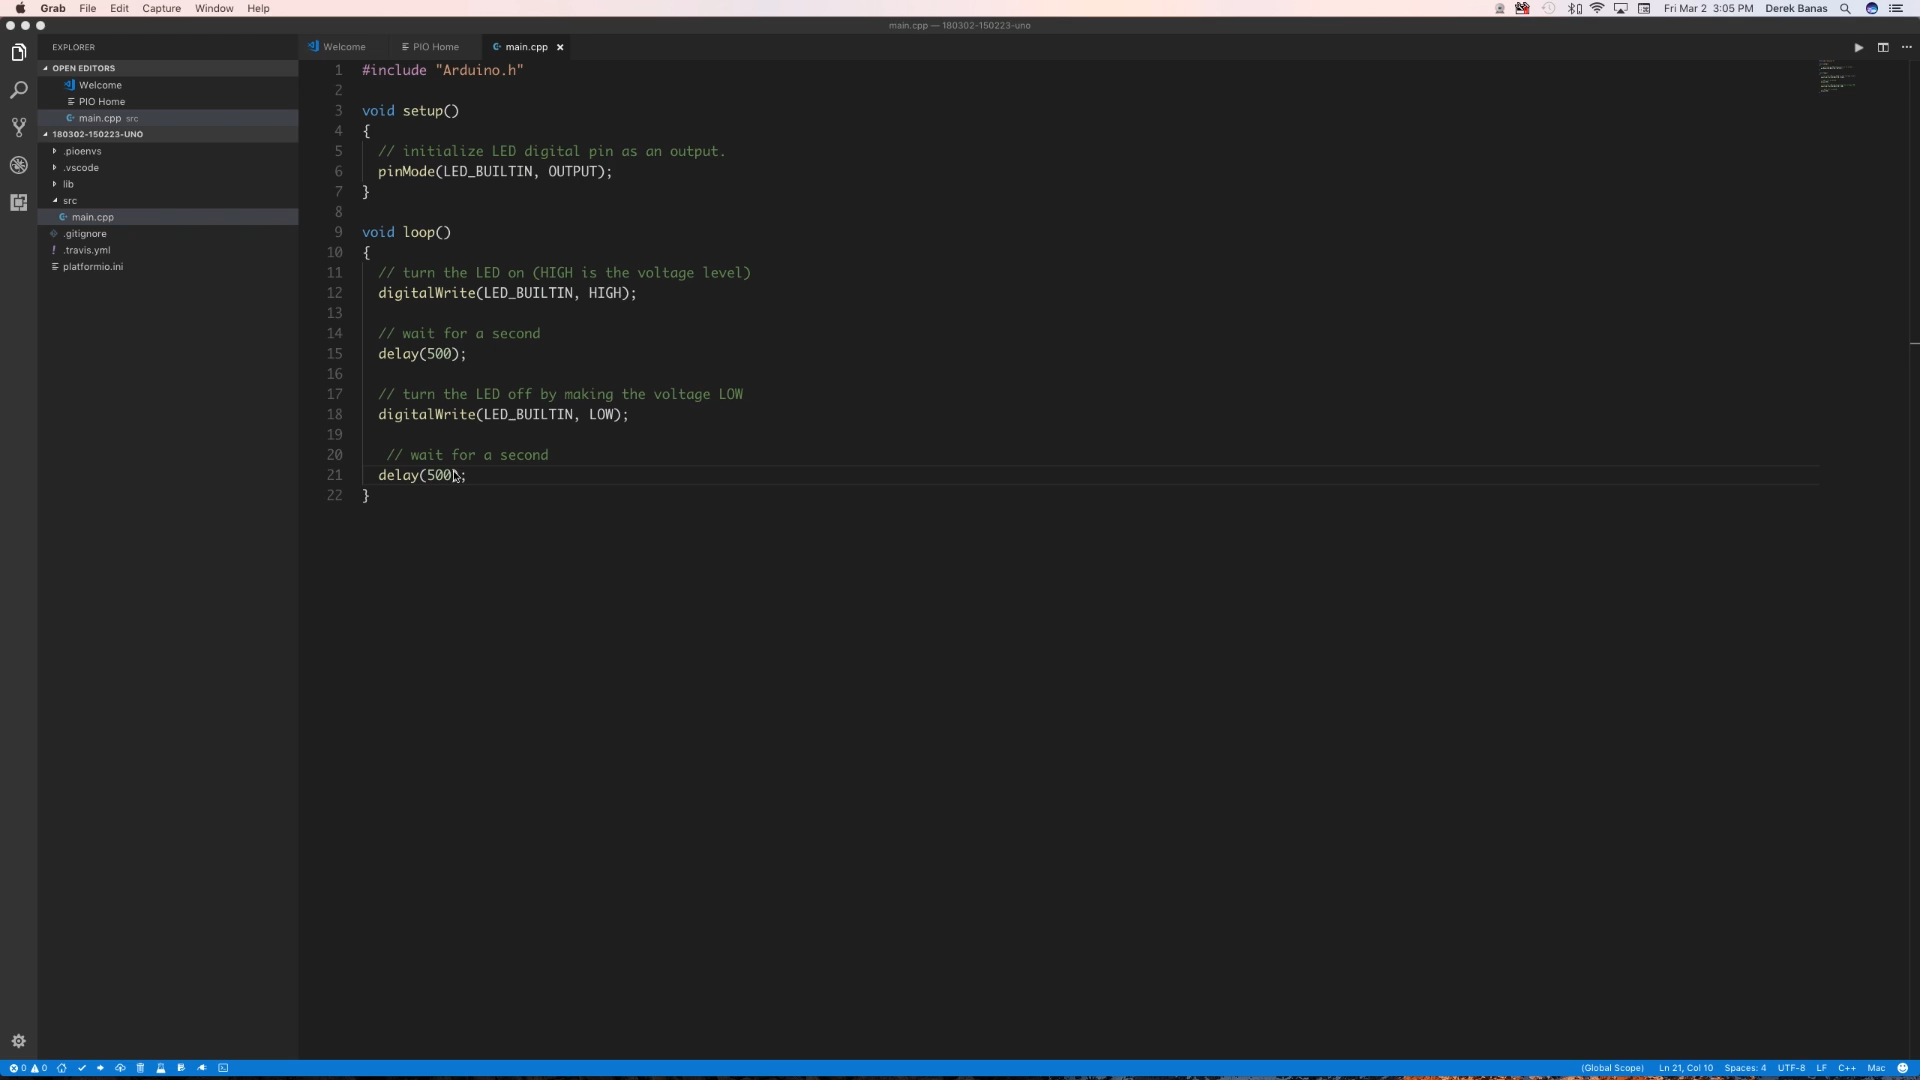 Grab File Edit Capture Window Help
Fri Mar 2 3:05 PM Derek Banas
main.cpp — 180302-150223-uno
EXPLORER
OPEN EDITORS
Welcome
PIO Home
main.cpp src
180302-150223-UNO
.pioenvs
.vscode
lib
src
main.cpp
.gitignore
! .travis.yml
platformio.ini
Welcome PIO Home main.cpp
1 #include "Arduino.h"
2
3 void setup()
4 {
5 // initialize LED digital pin as an output.
6 pinMode(LED_BUILTIN, OUTPUT);
7 }
8
9 void loop()
10 {
11 // turn the LED on (HIGH is the voltage level)
12 digitalWrite(LED_BUILTIN, HIGH);
13
14 // wait for a second
15 delay(500);
16
17 // turn the LED off by making the voltage LOW
18 digitalWrite(LED_BUILTIN, LOW);
19
20 // wait for a second
21 delay(500);
22 }
0 0
(Global Scope) Ln 21, Col 10 Spaces: 4 UTF-8 LF C++ Mac